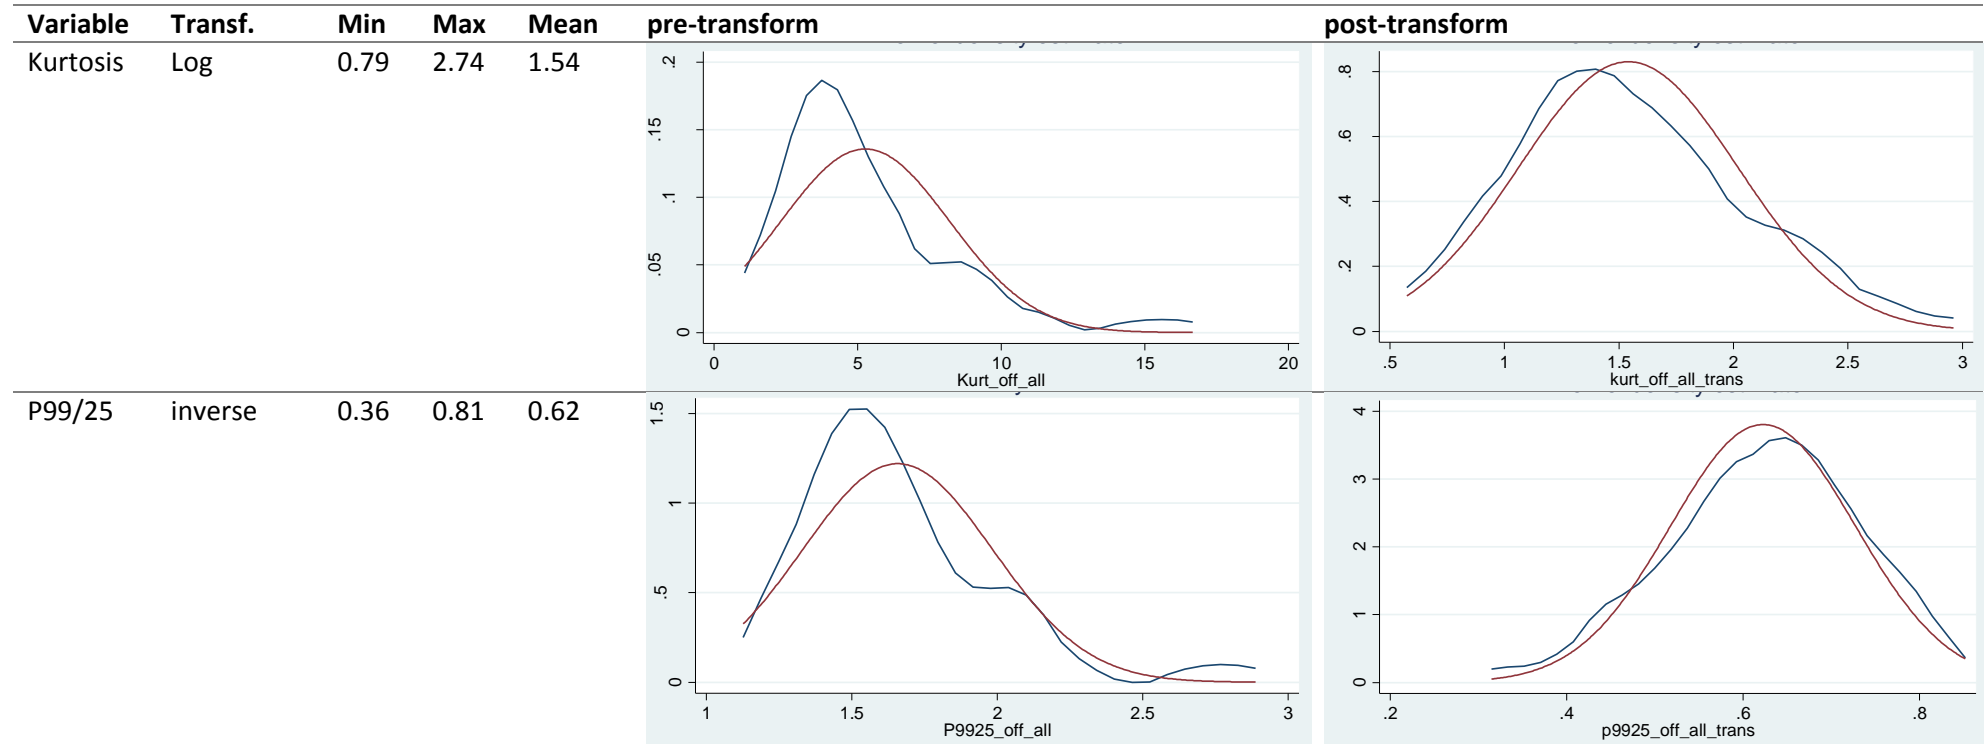 Variable Transf. Min Max Mean pre-transform post-transform
Kurtosis Log 0.79 2.74 1.54
.2
.15
.1
.05
0
0 5 10 15 20
Kurt_off_all
.8
.6
.4
.2
0
.5 1 1.5 2 2.5 3
kurt_off_all_trans
P99/25 inverse 0.36 0.81 0.62
1.5
1
.5
0
1 1.5 2 2.5 3
P9925_off_all
4
3
2
1
0
.2 .4 .6 .8
p9925_off_all_trans